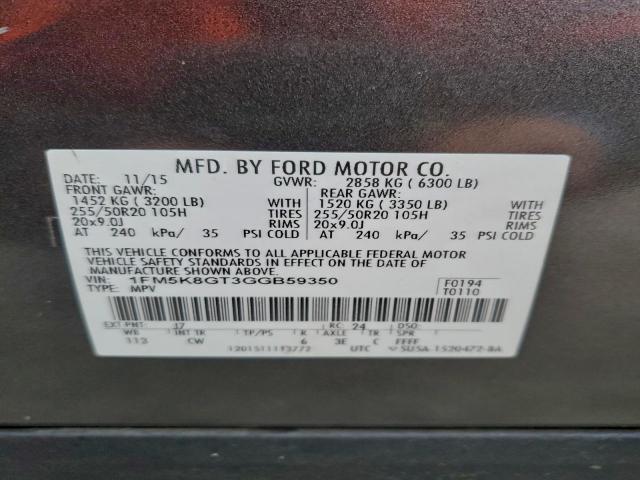 MFD. BY FORD MOTOR CO.
DATE: 11/15 GVWR: 2858 KG ( 6300 LB)
FRONT GAWR: REAR GAWR:
1452 KG ( 3200 LB) WITH 1520 KG ( 3350 LB) WITH
255/50R20 105H TIRES 255/50R20 105H TIRES
20x9.0J RIMS 20x9.0J RIMS
AT 240 kPa/ 35 PSI COLD AT 240 kPa/ 35 PSI COLD
THIS VEHICLE CONFORMS TO ALL APPLICABLE FEDERAL MOTOR
VEHICLE SAFETY STANDARDS IN EFFECT ON THE DATE OF
MANUFACTURE SHOWN ABOVE.
VIN: 1FM5K8GT3GGB59350 F0194
TYPE: MPV T0110
EXT PNT: J7 RC: 24 DSO:
WB INT TR TP/PS R AXLE TR SPR
113 CW 6 3E C FFFF
UTC